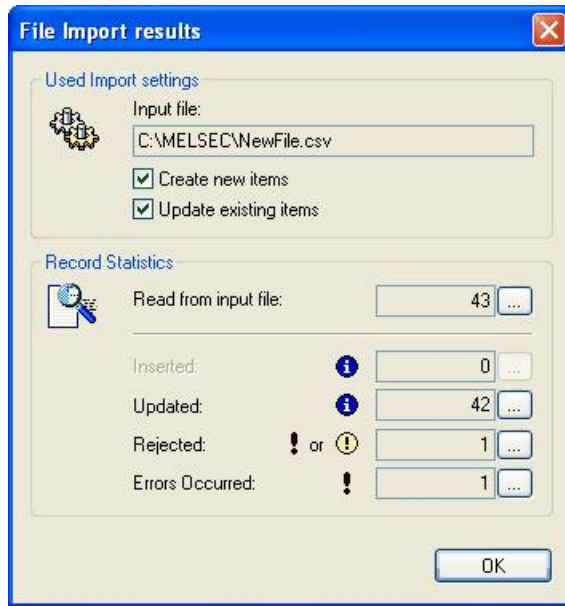 File Import results
Used Import settings
Input file:
C:\MELSEC\NewFile.csv
Create new items
Update existing items
Record Statistics
Read from input file: 43 ...
Inserted: 0 ...
Updated: 42 ...
Rejected: ! or ! 1 ...
Errors Occurred: ! 1 ...
OK